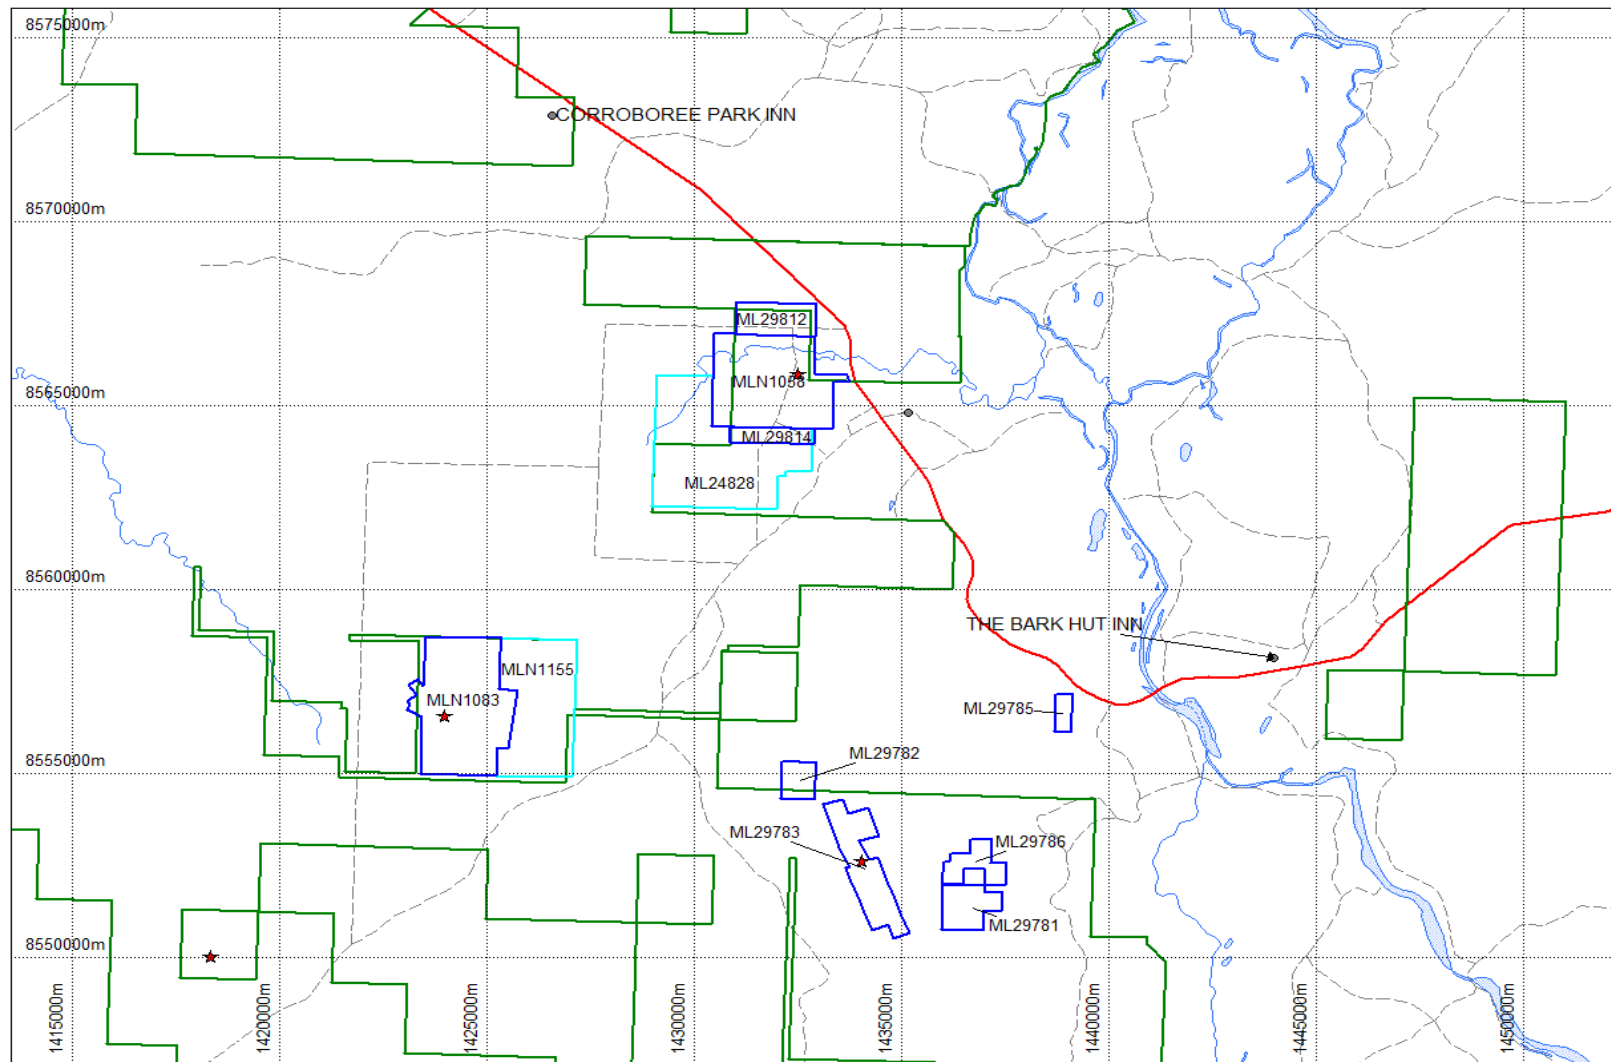 8575000m
CORROBOREE PARK INN
8570000m
ML29812
MLN1058
8565000m
ML29814
ML24828
8560000m
THE BARK HUT INN
MLN1155
MLN1083
ML29785
8555000m
ML29782
ML29783
ML29786
ML29781
8550000m
1415000m
1420000m
1425000m
1430000m
1435000m
1440000m
1445000m
1450000m